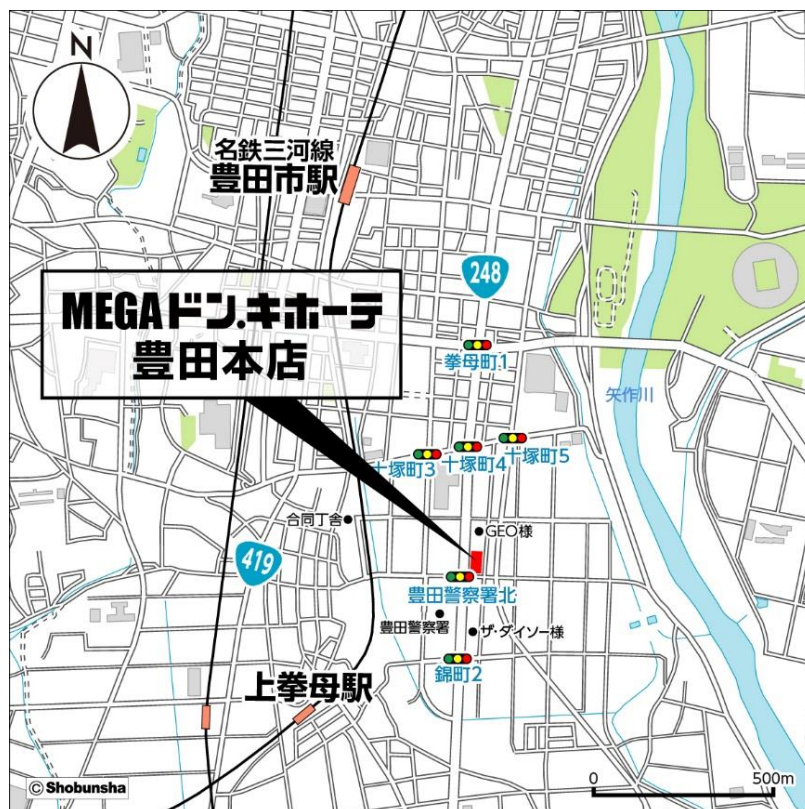 N
名鉄三河線
豊田市駅
248
MEGAドン.キホーテ
豊田本店
挙母町1
矢作川
十塚町3
十塚町4
十塚町5
合同丁舎
GEO様
419
豊田警察署北
豊田警察署
ザ・ダイソー様
錦町2
上挙母駅
© Shobunsha
0
500m